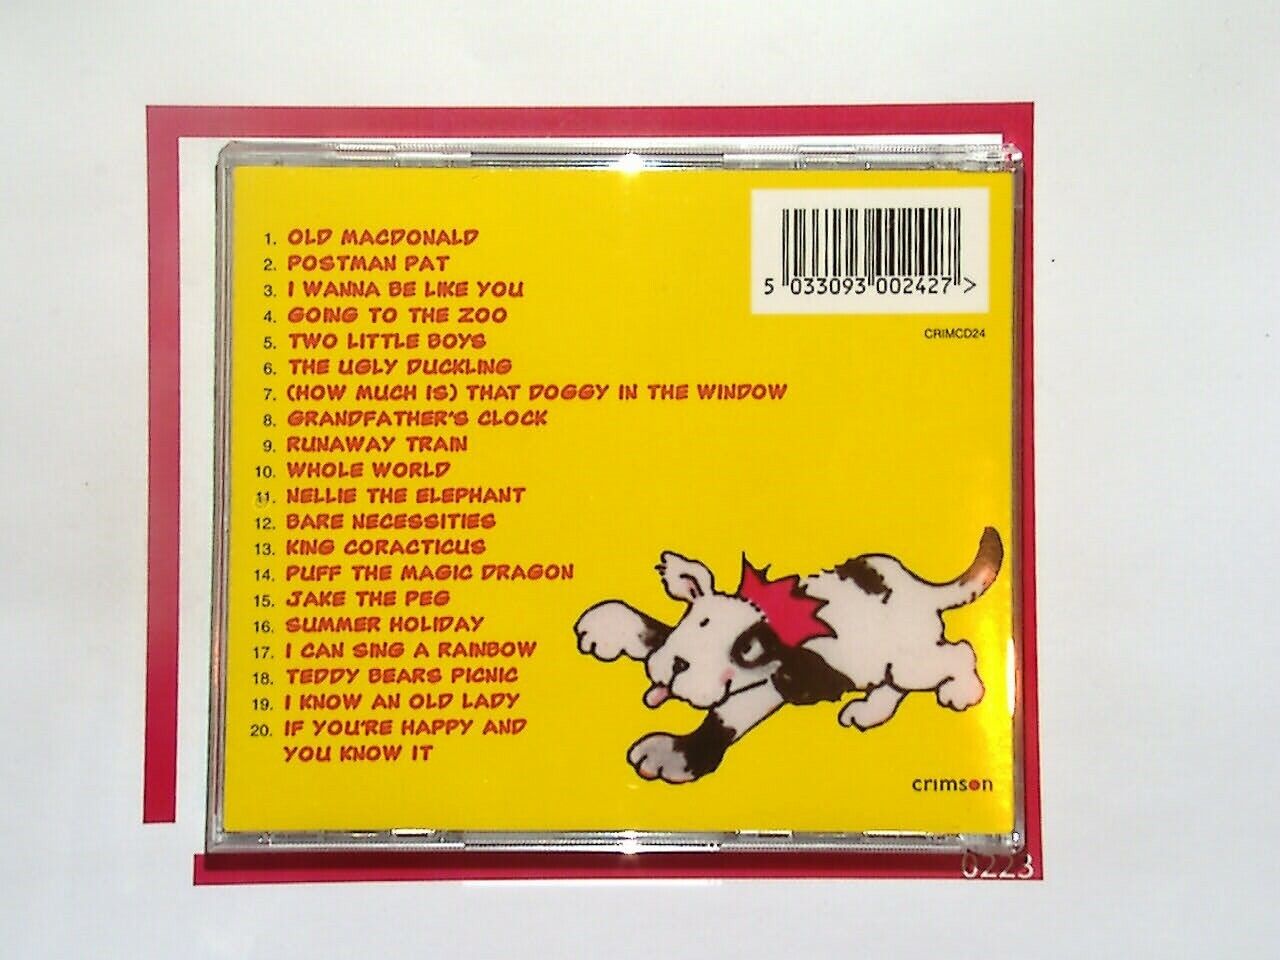 1. OLD MACDONALD
2. POSTMAN PAT
3. I WANNA BE LIKE YOU
4. GOING TO THE ZOO
5. TWO LITTLE BOYS
6. THE UGLY DUCKLING
7. (HOW MUCH IS) THAT DOGGY IN THE WINDOW
8. GRANDFATHER'S CLOCK
9. RUNAWAY TRAIN
10. WHOLE WORLD
11. NELLIE THE ELEPHANT
12. BARE NECESSITIES
13. KING CORACTICUS
14. PUFF THE MAGIC DRAGON
15. JAKE THE PEG
16. SUMMER HOLIDAY
17. I CAN SING A RAINBOW
18. TEDDY BEARS PICNIC
19. I KNOW AN OLD LADY
20. IF YOU'RE HAPPY AND
YOU KNOW IT
5 033093 002427 >
CRIMCD24
crimson
6223